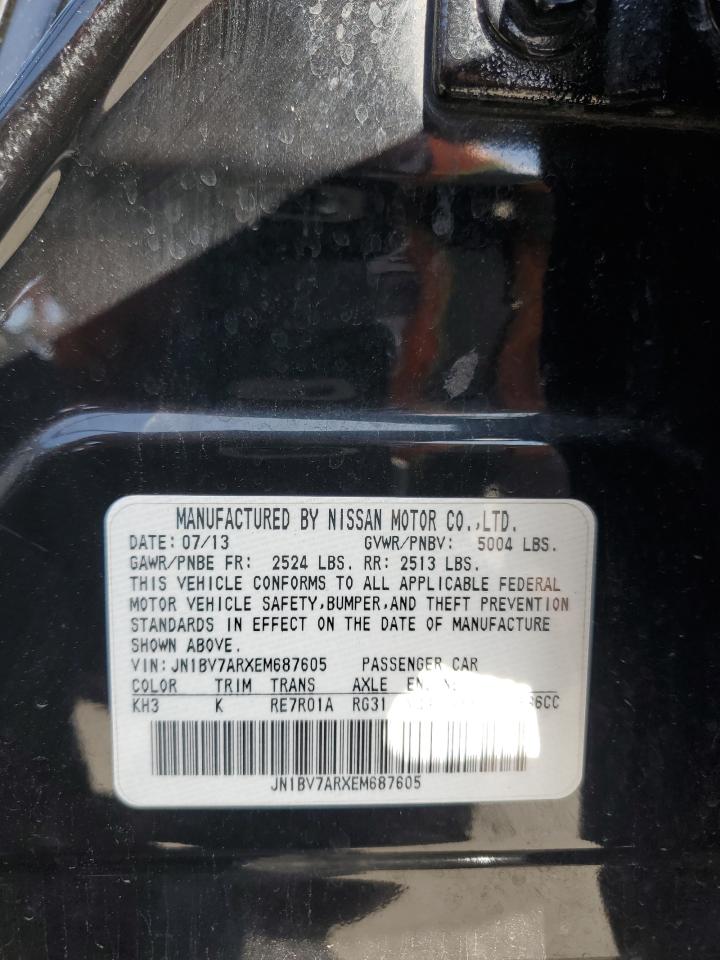 MANUFACTURED BY NISSAN MOTOR CO.,LTD.
DATE: 07/13 GVWR/PNBV: 5004 LBS.
GAWR/PNBE FR: 2524 LBS. RR: 2513 LBS.
THIS VEHICLE CONFORMS TO ALL APPLICABLE FEDERAL
MOTOR VEHICLE SAFETY,BUMPER,AND THEFT PREVENTION
STANDARDS IN EFFECT ON THE DATE OF MANUFACTURE
SHOWN ABOVE.
VIN: JN1BV7ARXEM687605 PASSENGER CAR
COLOR TRIM TRANS AXLE
KH3 K RE7R01A RG31
JN1BV7ARXEM687605